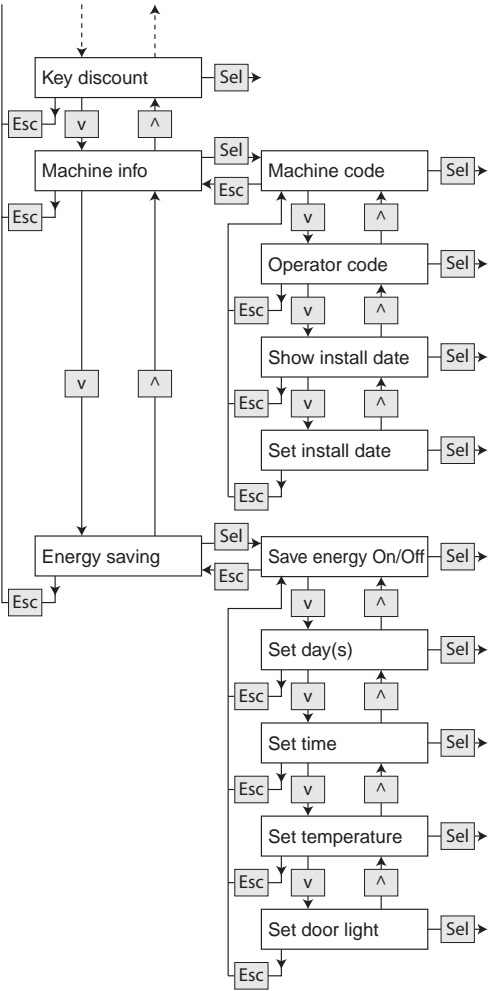 Key discount Sel
Esc v ^
Machine info Sel Machine code Sel
Esc
Esc v ^
Operator code Sel
Esc v ^
Show install date Sel
v ^ Esc v ^
Set install date Sel
Esc
Energy saving Sel Save energy On/Off Sel
Esc
Esc v ^
Set day(s) Sel
Esc v ^
Set time Sel
Esc v ^
Set temperature Sel
Esc v ^
Set door light Sel
Esc